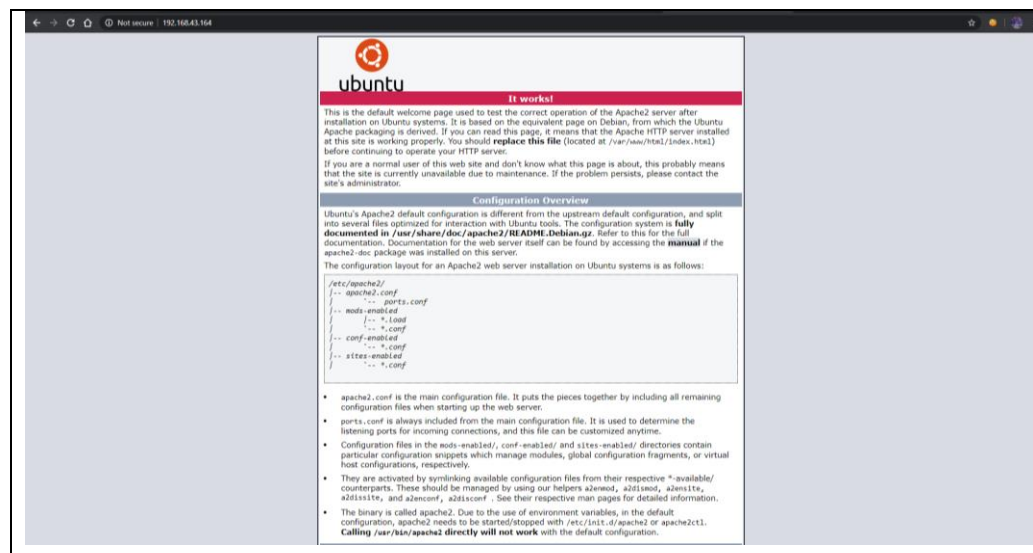 Not secure | 192.168.43.164
ubuntu
It works!
This is the default welcome page used to test the correct operation of the Apache2 server after
installation on Ubuntu systems. It is based on the equivalent page on Debian, from which the Ubuntu
Apache packaging is derived. If you can read this page, it means that the Apache HTTP server installed
at this site is working properly. You should replace this file (located at /var/www/html/index.html)
before continuing to operate your HTTP server.
If you are a normal user of this web site and don't know what this page is about, this probably means
that the site is currently unavailable due to maintenance. If the problem persists, please contact the
site's administrator.
Configuration Overview
Ubuntu's Apache2 default configuration is different from the upstream default configuration, and split
into several files optimized for interaction with Ubuntu tools. The configuration system is fully
documented in /usr/share/doc/apache2/README.Debian.gz. Refer to this for the full
documentation. Documentation for the web server itself can be found by accessing the manual if the
apache2-doc package was installed on this server.
The configuration layout for an Apache2 web server installation on Ubuntu systems is as follows:
/etc/apache2/
|-- apache2.conf
|       `-- ports.conf
|-- mods-enabled
|       |-- *.load
|       `-- *.conf
|-- conf-enabled
|       `-- *.conf
|-- sites-enabled
|       `-- *.conf
• apache2.conf is the main configuration file. It puts the pieces together by including all remaining
configuration files when starting up the web server.
• ports.conf is always included from the main configuration file. It is used to determine the
listening ports for incoming connections, and this file can be customized anytime.
• Configuration files in the mods-enabled/, conf-enabled/ and sites-enabled/ directories contain
particular configuration snippets which manage modules, global configuration fragments, or virtual
host configurations, respectively.
• They are activated by symlinking available configuration files from their respective *-available/
counterparts. These should be managed by using our helpers a2enmod, a2dismod, a2ensite,
a2dissite, and a2enconf, a2disconf . See their respective man pages for detailed information.
• The binary is called apache2. Due to the use of environment variables, in the default
configuration, apache2 needs to be started/stopped with /etc/init.d/apache2 or apache2ctl.
Calling /usr/bin/apache2 directly will not work with the default configuration.